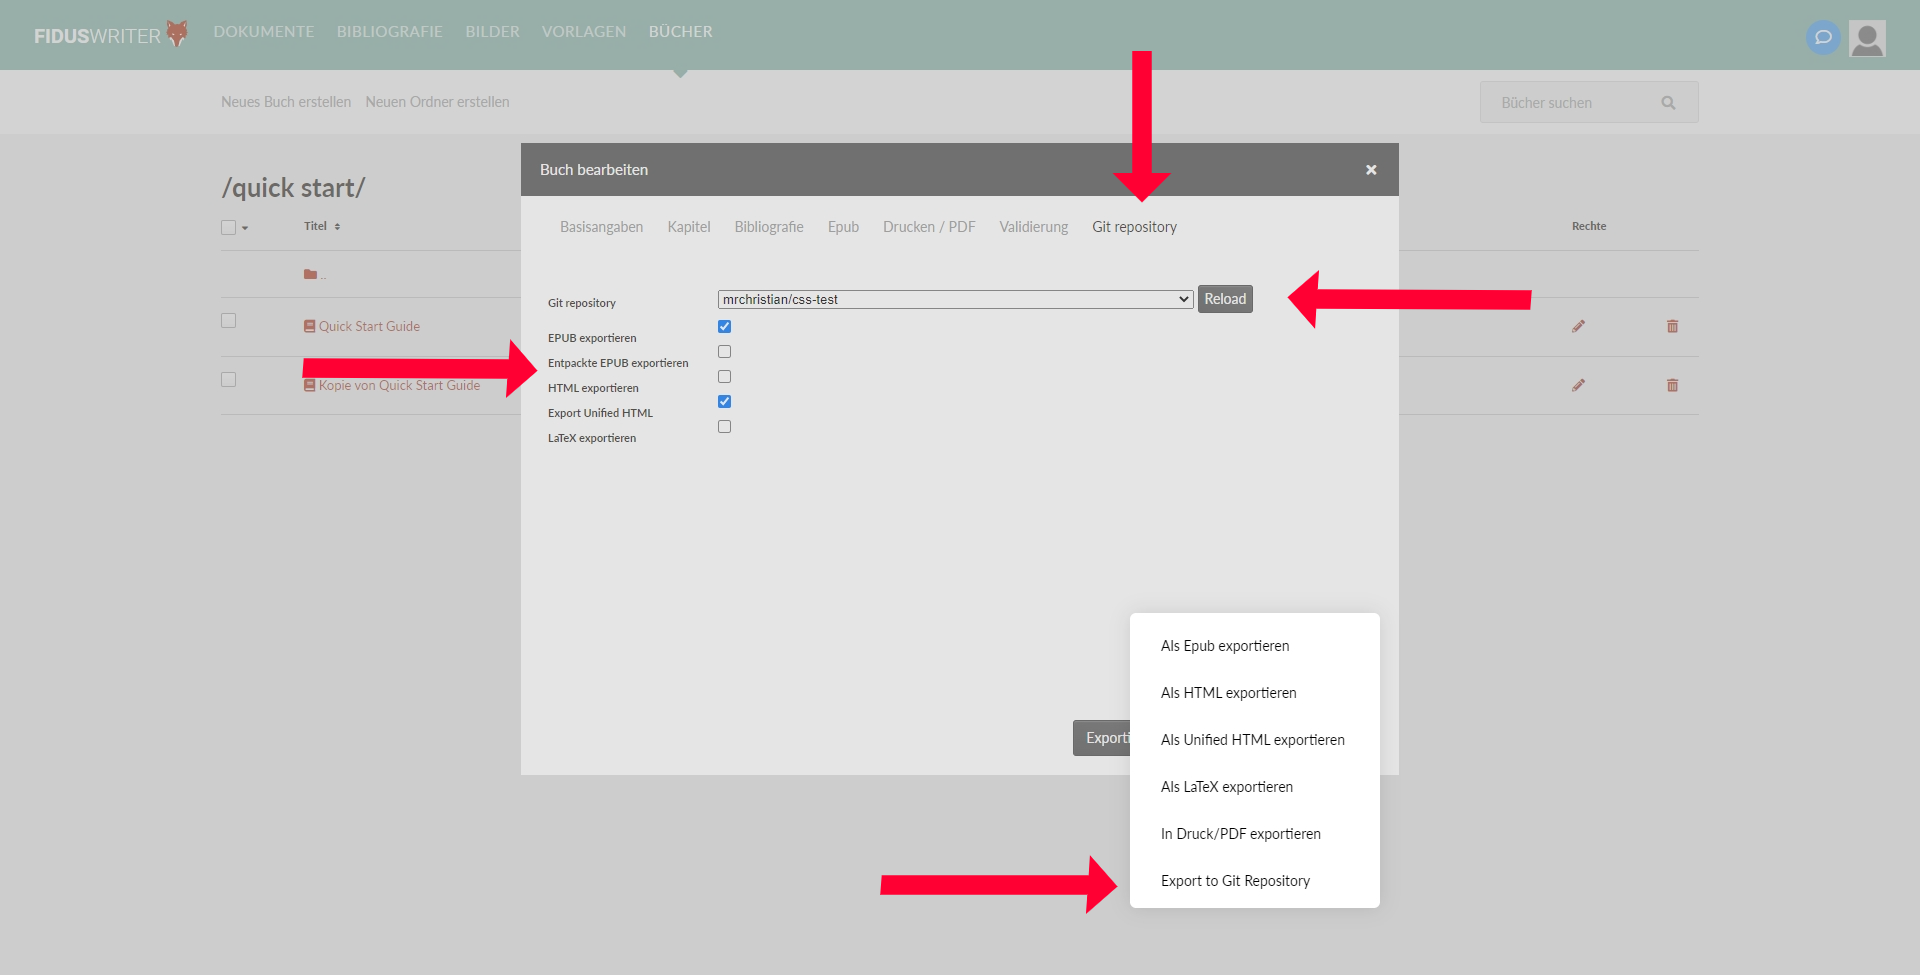 FIDUSWRITER DOKUMENTE BIBLIOGRAFIE BILDER VORLAGEN BÜCHER
Neues Buch erstellen Neuen Ordner erstellen Bücher suchen
Buch bearbeiten
/quick start/
Titel Rechte
Basisangaben Kapitel Bibliografie Epub Drucken / PDF Validierung Git repository
..
Git repository mrchristian/css-test Reload
Quick Start Guide
EPUB exportieren
Entpackte EPUB exportieren
Kopie von Quick Start Guide
HTML exportieren
Export Unified HTML
LaTeX exportieren
Als Epub exportieren
Als HTML exportieren
Exporti
Als Unified HTML exportieren
Als LaTeX exportieren
In Druck/PDF exportieren
Export to Git Repository